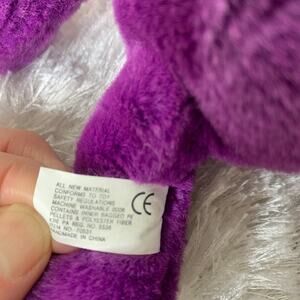 ALL NEW MATERIAL
CONFORMS TO TOY
SAFETY REGULATIONS
MACHINE WASHABLE
CONTAINS INNER BAGGED PE
PELLETS & POLYESTER FIBER
PA REG. NO.
HANDMADE IN CHINA
CE